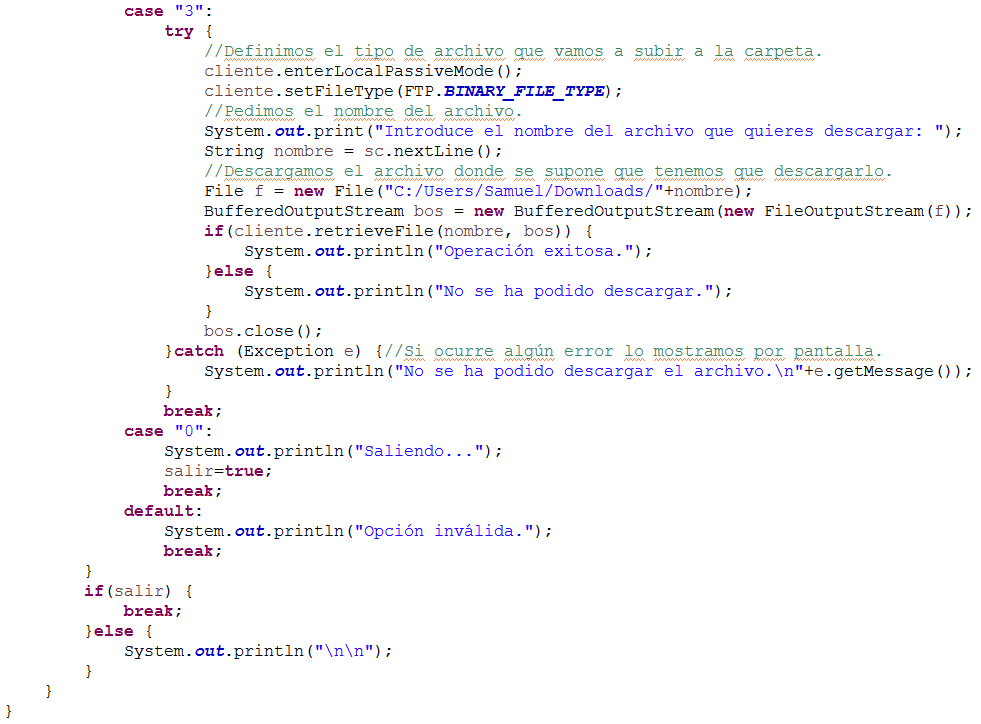 case "3":
try {
//Definimos el tipo de archivo que vamos a subir a la carpeta.
cliente.enterLocalPassiveMode();
cliente.setFileType(FTP.BINARY_FILE_TYPE);
//Pedimos el nombre del archivo.
System.out.print("Introduce el nombre del archivo que quieres descargar: ");
String nombre = sc.nextLine();
//Descargamos el archivo donde se supone que tenemos que descargarlo.
File f = new File("C:/Users/Samuel/Downloads/"+nombre);
BufferedOutputStream bos = new BufferedOutputStream(new FileOutputStream(f));
if(cliente.retrieveFile(nombre, bos)) {
System.out.println("Operación exitosa.");
}else {
System.out.println("No se ha podido descargar.");
}
bos.close();
}catch (Exception e) {//Si ocurre algún error lo mostramos por pantalla.
System.out.println("No se ha podido descargar el archivo.\n"+e.getMessage());
}
break;
case "0":
System.out.println("Saliendo...");
salir=true;
break;
default:
System.out.println("Opción inválida.");
break;
}
if(salir) {
break;
}else {
System.out.println("\n\n");
}
}
}